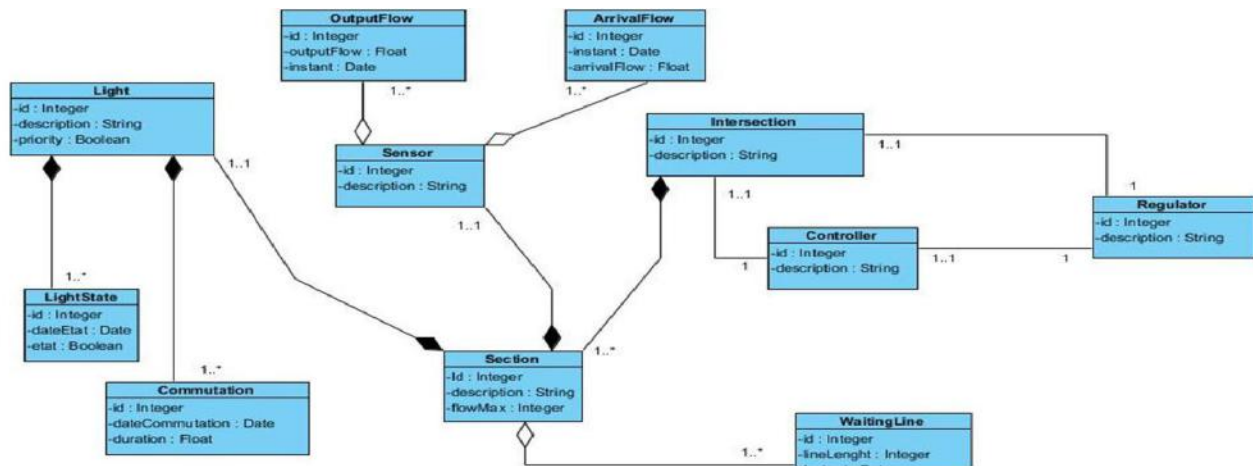 OutputFlow
-id : Integer
-outputFlow : Float
-instant : Date
1..*
ArrivalFlow
-id : Integer
-instant : Date
-arrivalFlow : Float
1..*
Light
-id : Integer
-description : String
-priority : Boolean
1..1
Sensor
-id : Integer
-description : String
1..1
Intersection
-id : Integer
-description : String
1..1
1..1
1
Regulator
-id : Integer
-description : String
Controller
-id : Integer
-description : String
1
1..1
1
1..*
LightState
-id : Integer
-dateEtat : Date
-etat : Boolean
1..*
Commutation
-id : Integer
-dateCommutation : Date
-duration : Float
1..*
Section
-Id : Integer
-description : String
-flowMax : Integer
1..*
WaitingLine
-id : Integer
-lineLenght : Integer